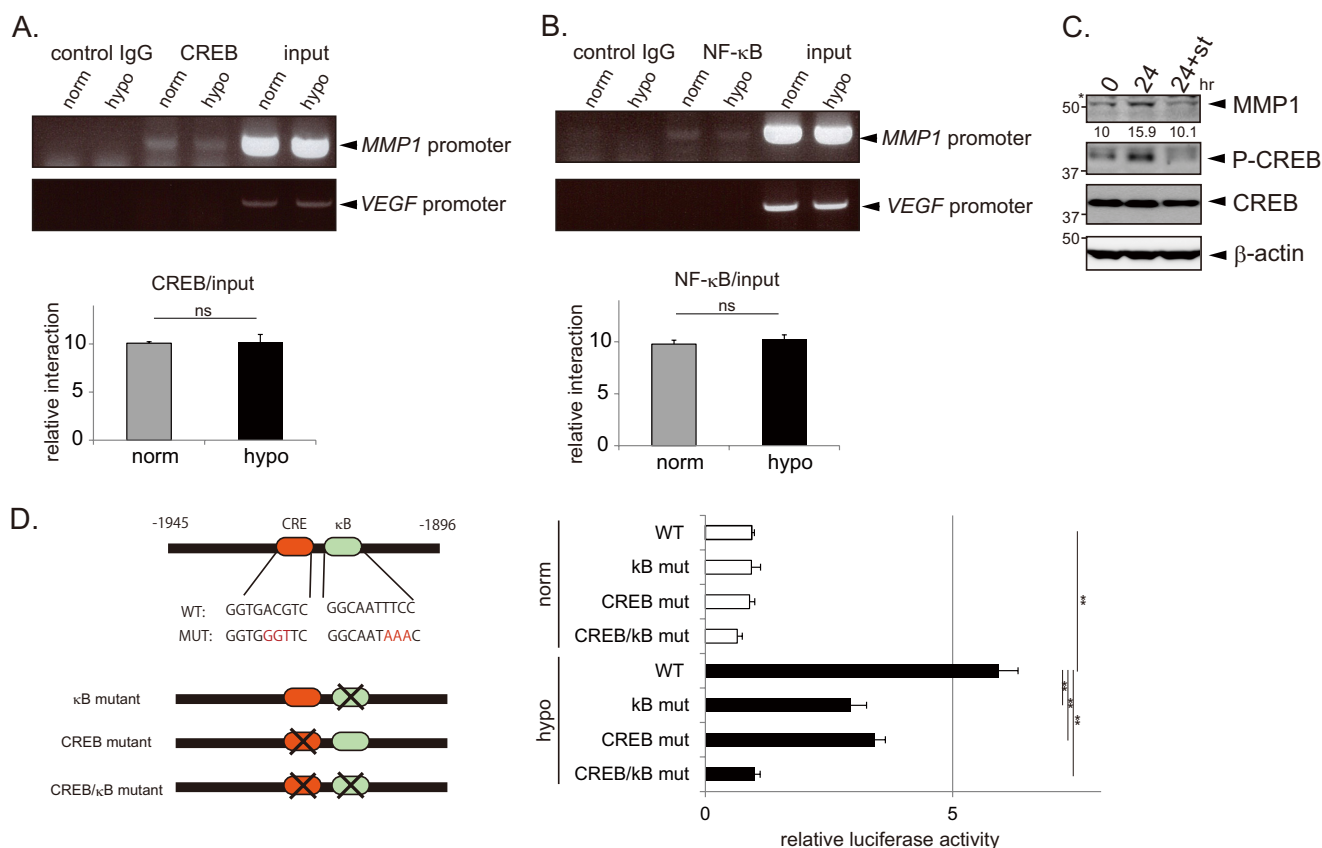 A.
control IgG CREB input
norm hypo norm hypo norm hypo
MMP1 promoter
VEGF promoter
CREB/input
ns
relative interaction
10
5
0
norm hypo
B.
control IgG NF-κB input
norm hypo norm hypo norm hypo
MMP1 promoter
VEGF promoter
NF-κB/input
ns
relative interaction
10
5
0
norm hypo
C.
0 24 24+st hr
*
50 MMP1
10 15.9 10.1
P-CREB
37
CREB
37
50
β-actin
D.
-1945 CRE κB -1896
WT: GGTGACGTC GGCAATTTCC
MUT: GGTGGGTTC GGCAATAAAC
κB mutant
CREB mutant
CREB/κB mutant
norm
WT
kB mut
CREB mut
CREB/kB mut
hypo
WT
kB mut
CREB mut
CREB/kB mut
**
**
**
**
0 5
relative luciferase activity